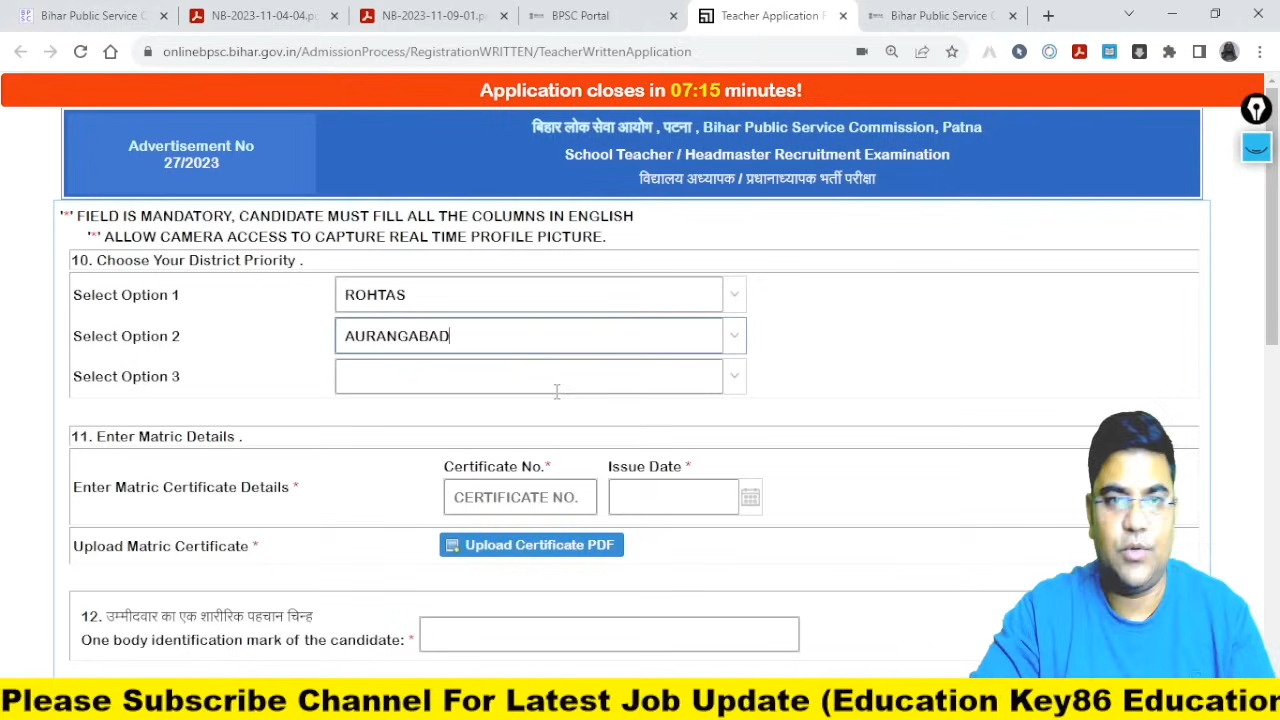 Bihar Public Service C
NB-2023-11-04-04.p
NB-2023-11-09-01.p
BPSC Portal
Teacher Application F
Bihar Public Service C
onlinebpsc.bihar.gov.in/AdmissionProcess/RegistrationWRITTEN/TeacherWrittenApplication
Application closes in 07:15 minutes!
Advertisement No
27/2023
बिहार लोक सेवा आयोग , पटना , Bihar Public Service Commission, Patna
School Teacher / Headmaster Recruitment Examination
विद्यालय अध्यापक / प्रधानाध्यापक भर्ती परीक्षा
'*' FIELD IS MANDATORY, CANDIDATE MUST FILL ALL THE COLUMNS IN ENGLISH
'*' ALLOW CAMERA ACCESS TO CAPTURE REAL TIME PROFILE PICTURE.
10. Choose Your District Priority .
Select Option 1 ROHTAS
Select Option 2 AURANGABAD
Select Option 3
11. Enter Matric Details .
Certificate No.* Issue Date *
Enter Matric Certificate Details * CERTIFICATE NO.
Upload Matric Certificate * Upload Certificate PDF
12. उम्मीदवार का एक शारीरिक पहचान चिन्ह
One body identification mark of the candidate: *
Please Subscribe Channel For Latest Job Update (Education Key86 Education